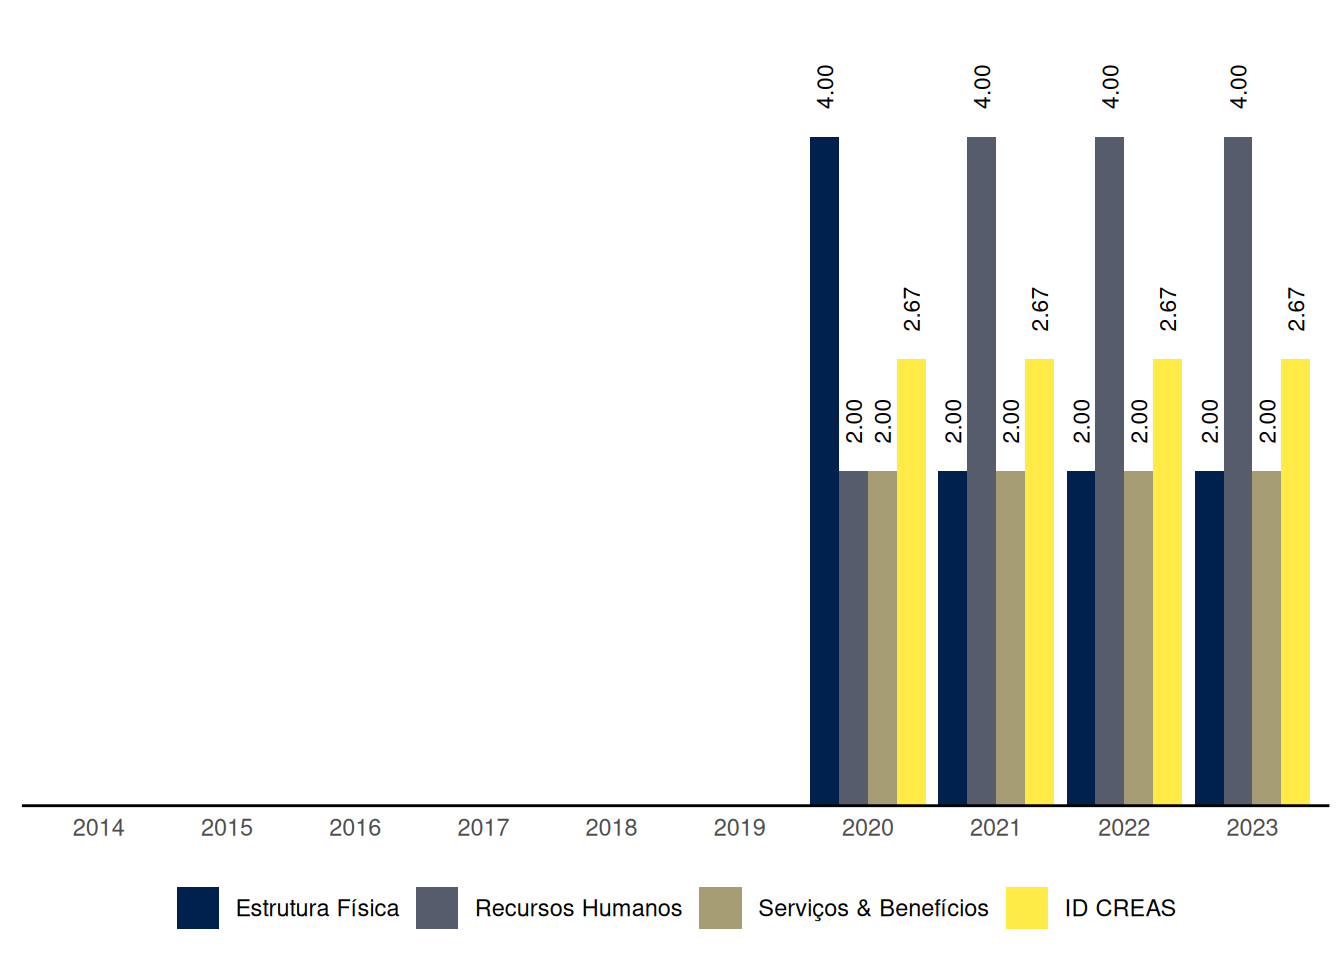 4.00 4.00 4.00 4.00
2.67 2.67 2.67 2.67
2.00 2.00 2.00 2.00 2.00 2.00 2.00 2.00
2014 2015 2016 2017 2018 2019 2020 2021 2022 2023
Estrutura Física Recursos Humanos Serviços & Benefícios ID CREAS